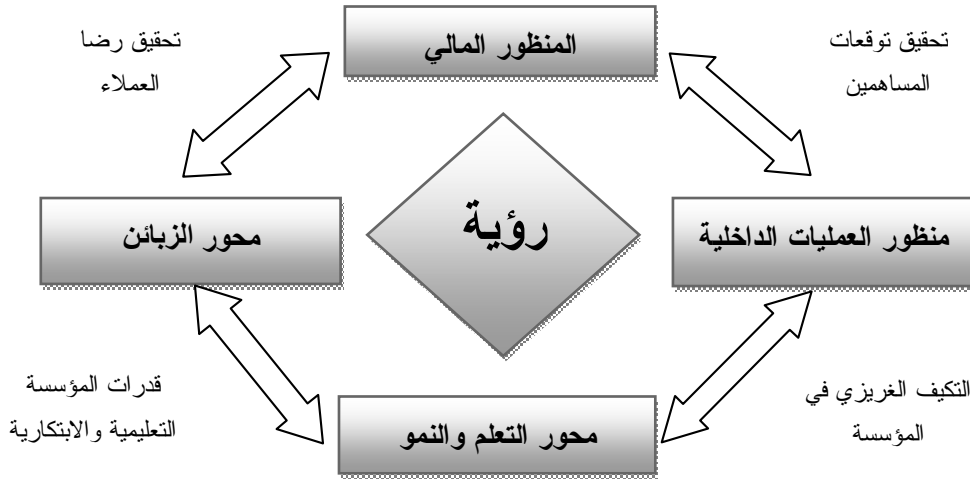 المنظور المالي
تحقيق توقعات
المساهمين
تحقيق رضا
العملاء
منظور العمليات الداخلية
رؤية
محور الزبائن
التكيف الغريزي في
المؤسسة
محور التعلم والنمو
قدرات المؤسسة
التعليمية والابتكارية